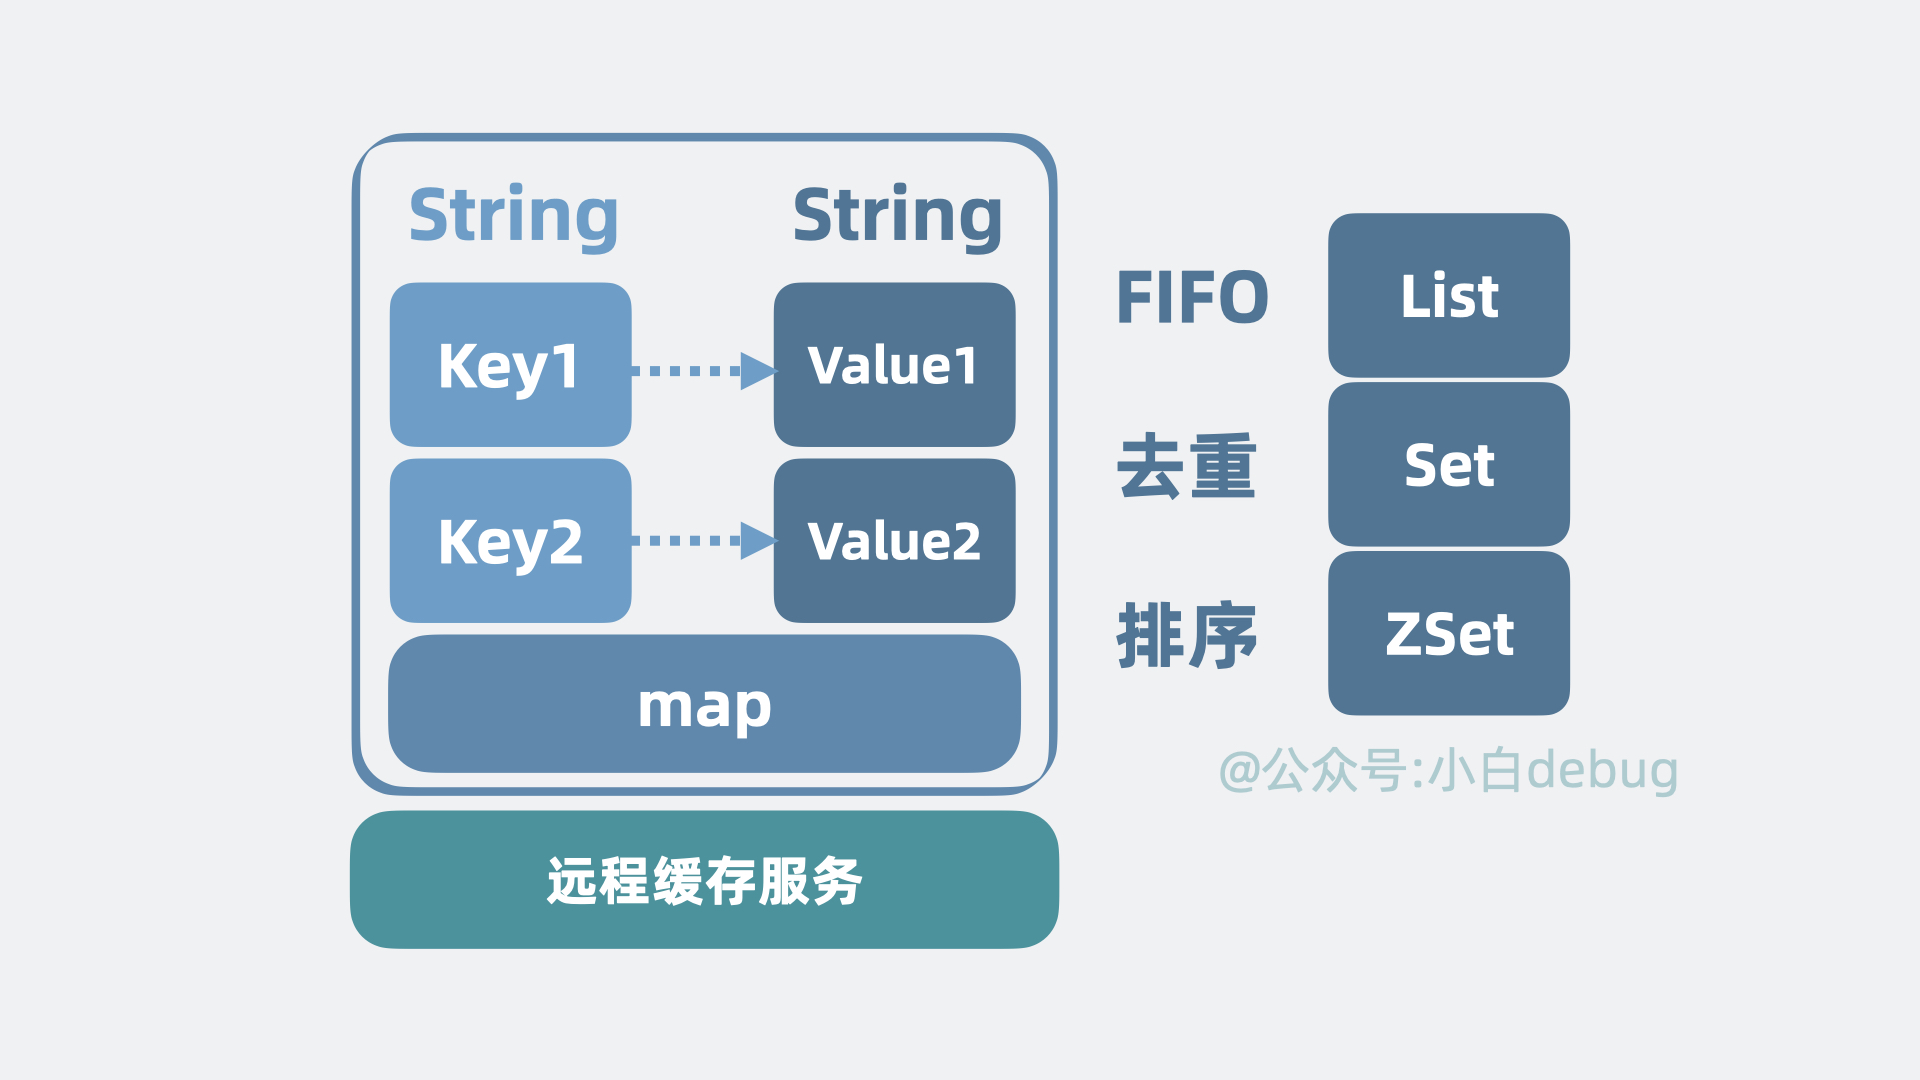 String String
Key1 Value1
Key2 Value2
map
远程缓存服务
FIFO List
去重 Set
排序 ZSet
@公众号:小白debug